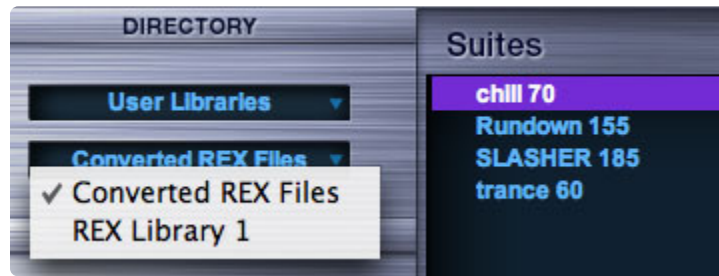 DIRECTORY
User Libraries
Converted REX Files
✓ Converted REX Files
REX Library 1
Suites
chill 70
Rundown 155
SLASHER 185
trance 60